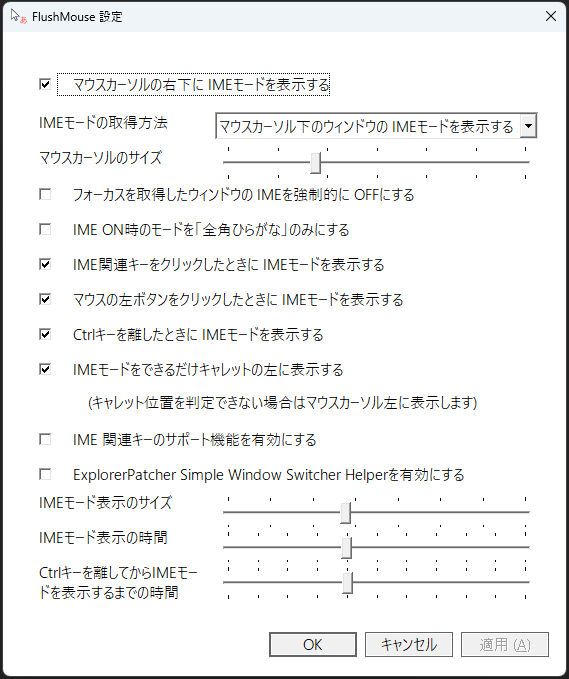 FlushMouse 設定
マウスカーソルの右下に IMEモードを表示する
IMEモードの取得方法
マウスカーソル下のウインドウの IMEモードを表示する
マウスカーソルのサイズ
フォーカスを取得したウィンドウの IMEを強制的に OFFにする
IME ON時のモードを「全角ひらがな」のみにする
IME関連キーをクリックしたときに IMEモードを表示する
マウスの左ボタンをクリックしたときに IMEモードを表示する
Ctrlキーを離したときに IMEモードを表示する
IMEモードをできるだけキャレットの左に表示する
(キャレット位置を判定できない場合はマウスカーソル左に表示します)
IME 関連キーのサポート機能を有効にする
ExplorerPatcher Simple Window Switcher Helperを有効にする
IMEモード表示のサイズ
IMEモード表示の時間
Ctrlキーを離してからIMEモー
ドを表示するまでの時間
OK
キャンセル
適用 (A)